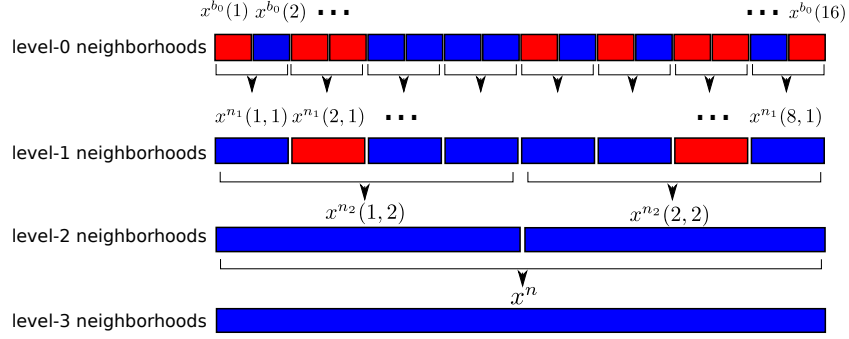 x^{b_0}(1) x^{b_0}(2) ... ... x^{b_0}(16)
level-0 neighborhoods
x^{n_1}(1,1) x^{n_1}(2,1) ... ... x^{n_1}(8,1)
level-1 neighborhoods
x^{n_2}(1,2) x^{n_2}(2,2)
level-2 neighborhoods
x^n
level-3 neighborhoods